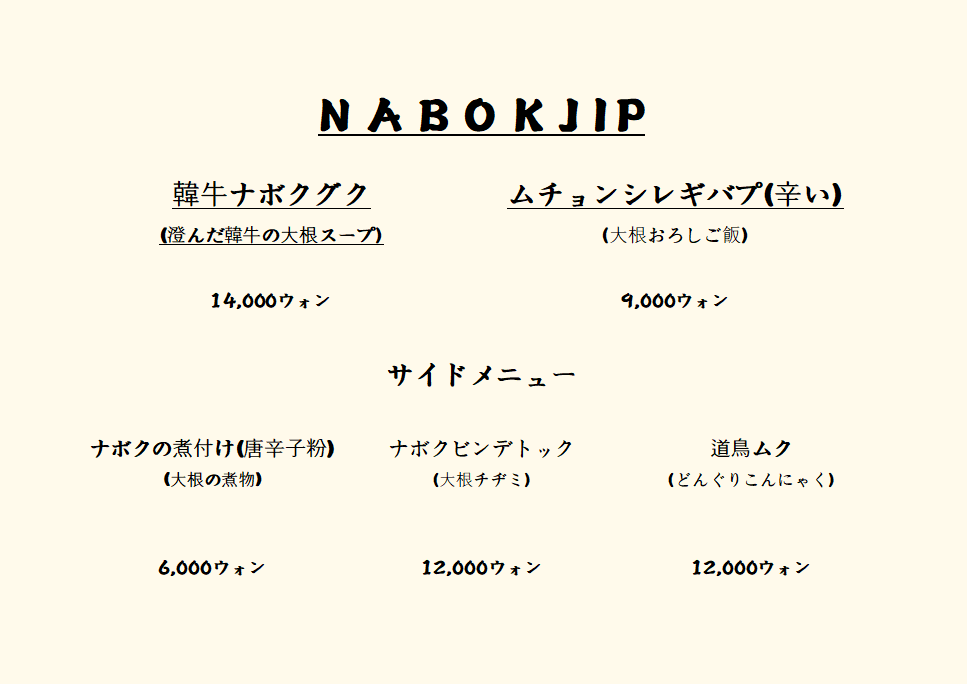 NABOKJIP
韓牛ナボクグク
(澄んだ韓牛の大根スープ)
14,000ウォン
ムチョンシレギバプ(辛い)
(大根おろしご飯)
9,000ウォン
サイドメニュー
ナボクの煮付け(唐辛子粉)
(大根の煮物)
6,000ウォン
ナボクビンデトック
(大根チヂミ)
12,000ウォン
道鳥ムク
(どんぐりこんにゃく)
12,000ウォン